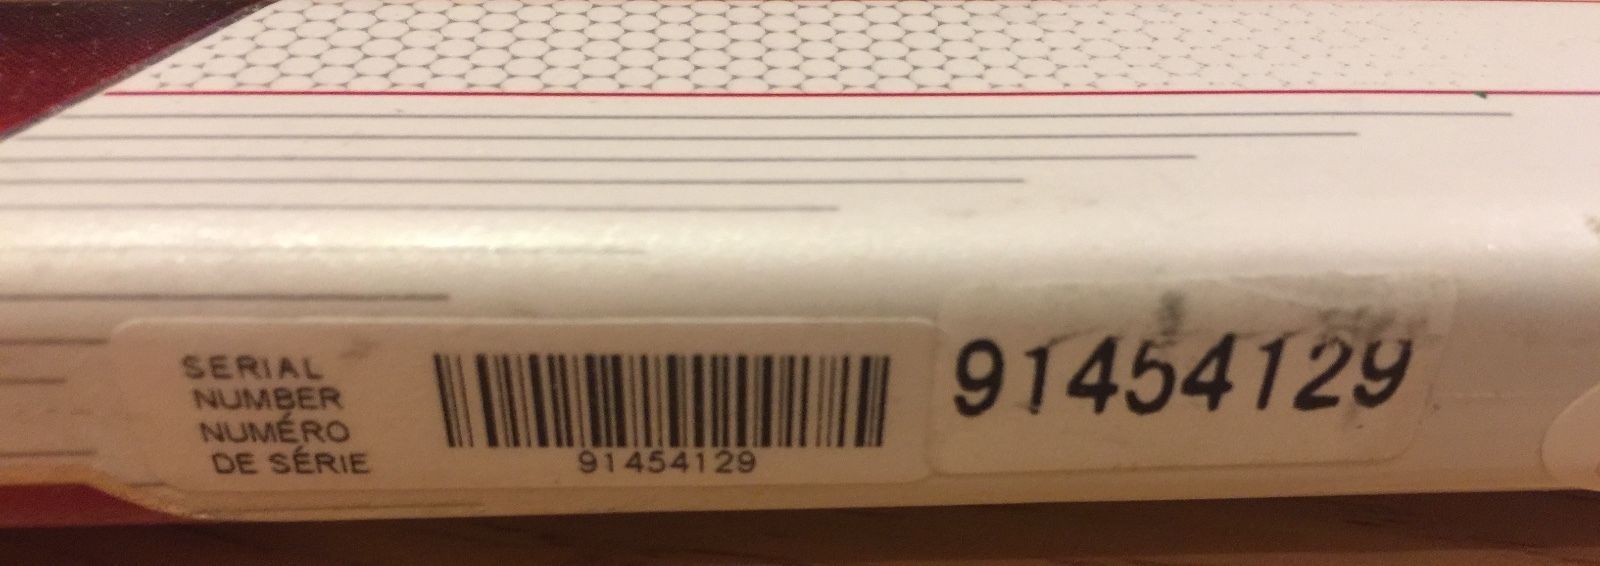 SERIAL
NUMBER
NUMÉRO
DE SÉRIE
91454129
91454129